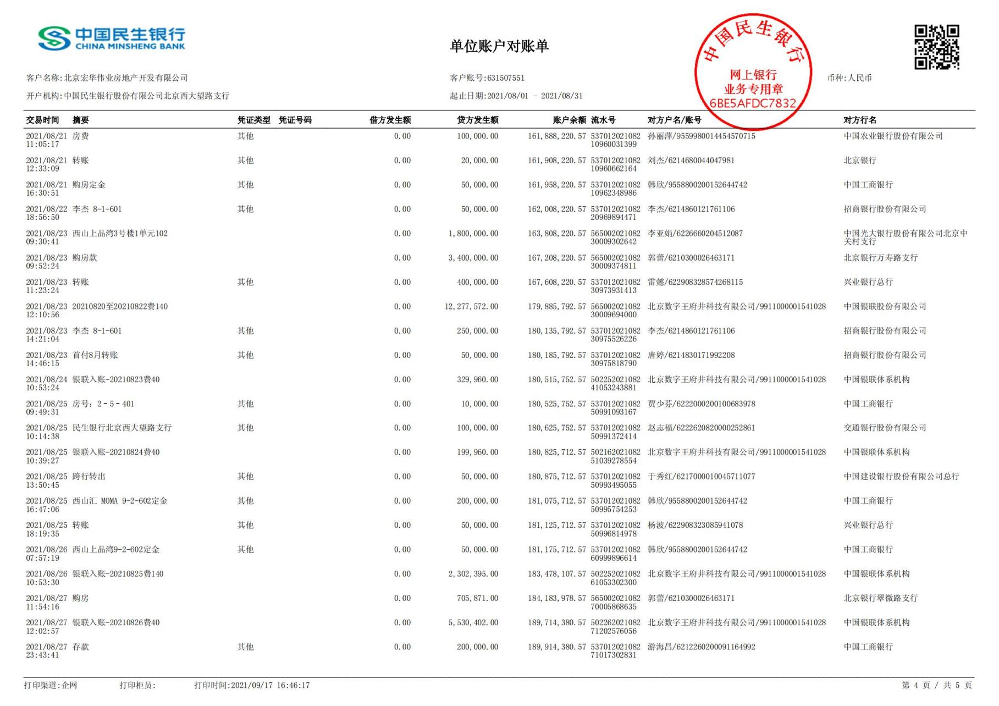 中国民生银行
CHINA MINSHENG BANK
单位账户对账单
中国民生银行
网上银行
业务专用章
6BE5AFDC7832
客户名称:北京宏华伟业房地产开发有限公司 客户账号:631507551 币种:人民币
开户机构:中国民生银行股份有限公司北京西大望路支行 起止日期:2021/08/01 - 2021/08/31
交易时间 摘要 凭证类型 凭证号码 借方发生额 贷方发生额 账户余额 流水号 对方户名/账号 对方行名
2021/08/21 房费 其他 0.00 100,000.00 161,888,220.57 537012021082 孙丽萍/9559980014454570715 中国农业银行股份有限公司
11:05:17 10960031399
2021/08/21 转账 其他 0.00 20,000.00 161,908,220.57 537012021082 刘杰/6214680044047981 北京银行
12:33:09 10960662164
2021/08/21 购房定金 其他 0.00 50,000.00 161,958,220.57 537012021082 韩欣/9558800200152644742 中国工商银行
16:30:51 10962348986
2021/08/22 李杰 8-1-601 其他 0.00 50,000.00 162,008,220.57 537012021082 李杰/6214860121761106 招商银行股份有限公司
18:56:50 20969894471
2021/08/23 西山上品湾3号楼1单元102 0.00 1,800,000.00 163,808,220.57 565002021082 李亚娟/6226660204512087 中国光大银行股份有限公司北京中
09:30:41 30009302642 关村支行
2021/08/23 购房款 0.00 3,400,000.00 167,208,220.57 565002021082 郭蕾/6210300026463171 北京银行万寿路支行
09:52:24 30009374811
2021/08/23 转账 其他 0.00 400,000.00 167,608,220.57 537012021082 雷懿/622908328574268115 兴业银行总行
11:23:24 30973931413
2021/08/23 20210820至20210822费140 0.00 12,277,572.00 179,885,792.57 565002021082 北京数字王府井科技有限公司/9911000001541028 中国银联股份有限公司
12:10:56 30009694000
2021/08/23 李杰 8-1-601 其他 0.00 250,000.00 180,135,792.57 537012021082 李杰/6214860121761106 招商银行股份有限公司
14:21:04 30975526226
2021/08/23 首付8月转账 其他 0.00 50,000.00 180,185,792.57 537012021082 唐婷/6214830171992208 招商银行股份有限公司
14:46:15 30975818790
2021/08/24 银联入账-20210823费40 0.00 329,960.00 180,515,752.57 502252021082 北京数字王府井科技有限公司/9911000001541028 中国银联体系机构
10:53:24 41053243881
2021/08/25 房号：2－5－401 其他 0.00 10,000.00 180,525,752.57 537012021082 贾少芬/6222000200100683978 中国工商银行
09:49:31 50991093167
2021/08/25 民生银行北京西大望路支行 其他 0.00 100,000.00 180,625,752.57 537012021082 赵志福/6222620820000252861 交通银行股份有限公司
10:14:38 50991372414
2021/08/25 银联入账-20210824费40 0.00 199,960.00 180,825,712.57 502162021082 北京数字王府井科技有限公司/9911000001541028 中国银联体系机构
10:39:27 51039278554
2021/08/25 跨行转出 其他 0.00 50,000.00 180,875,712.57 537012021082 于秀红/6217000010045711077 中国建设银行股份有限公司总行
13:50:45 50993495055
2021/08/25 西山汇 MOMA 9-2-602定金 其他 0.00 200,000.00 181,075,712.57 537012021082 韩欣/9558800200152644742 中国工商银行
16:47:06 50995754253
2021/08/25 转账 其他 0.00 50,000.00 181,125,712.57 537012021082 杨波/622908323085941078 兴业银行总行
18:19:35 50996814978
2021/08/26 西山上品湾9-2-602定金 其他 0.00 50,000.00 181,175,712.57 537012021082 韩欣/9558800200152644742 中国工商银行
07:57:19 60999896614
2021/08/26 银联入账-20210825费140 0.00 2,302,395.00 183,478,107.57 502252021082 北京数字王府井科技有限公司/9911000001541028 中国银联体系机构
10:53:30 61053302300
2021/08/27 购房 0.00 705,871.00 184,183,978.57 565002021082 郭蕾/6210300026463171 北京银行翠微路支行
11:54:16 70005868635
2021/08/27 银联入账-20210826费40 0.00 5,530,402.00 189,714,380.57 502262021082 北京数字王府井科技有限公司/9911000001541028 中国银联体系机构
12:02:57 71202576056
2021/08/27 存款 其他 0.00 200,000.00 189,914,380.57 537012021082 游海昌/6212260200091164992 中国工商银行
23:43:41 71017302831
打印渠道:企网 打印柜员: 打印时间:2021/09/17 16:46:17 第 4 页 / 共 5 页